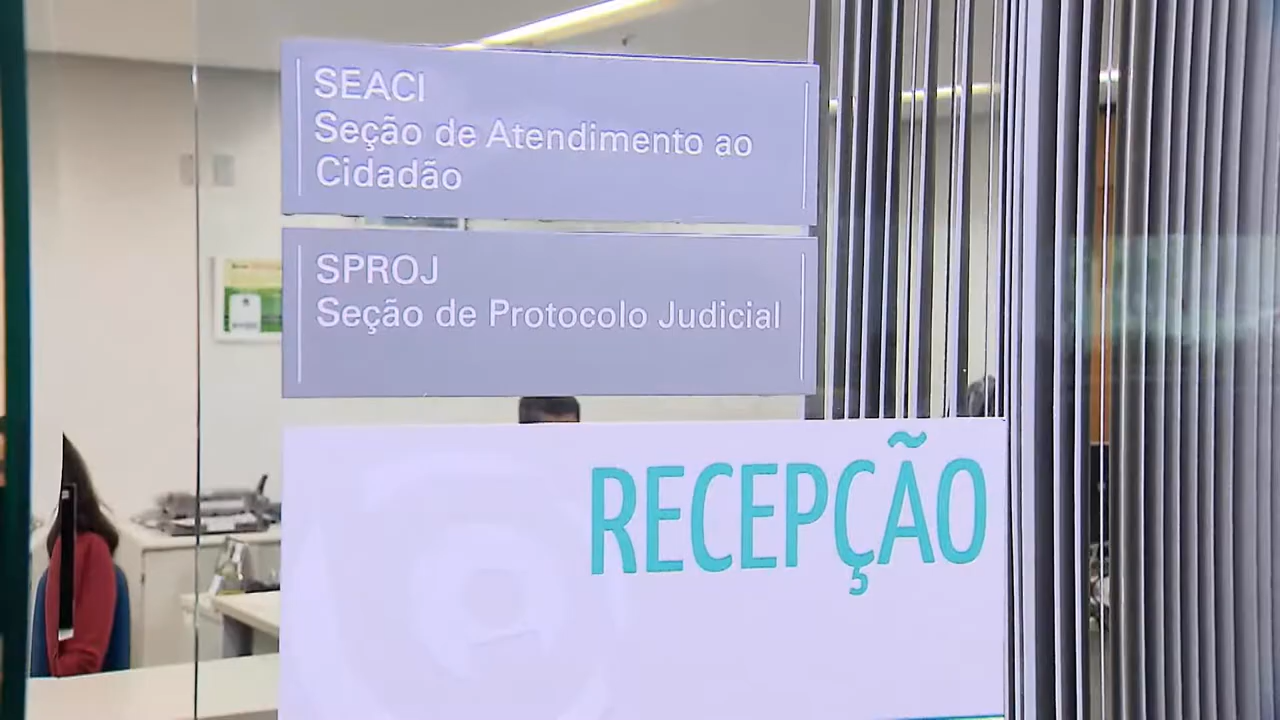 SEACI
Seção de Atendimento ao
Cidadão
SPROJ
Seção de Protocolo Judicial
RECEPÇÃO